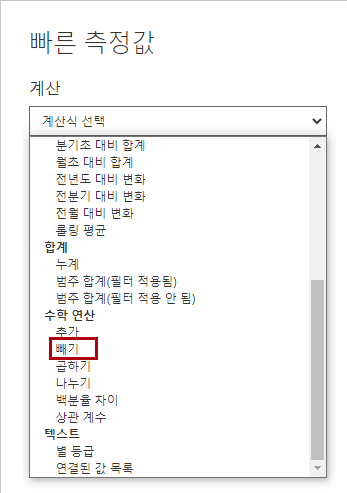 빠른 측정값
계산
계산식 선택
분기초 대비 합계
월초 대비 합계
전년도 대비 변화
전분기 대비 변화
전월 대비 변화
롤링 평균
합계
누계
범주 합계(필터 적용됨)
범주 합계(필터 적용 안 됨)
수학 연산
추가
빼기
곱하기
나누기
백분율 차이
상관 계수
텍스트
별 등급
연결된 값 목록